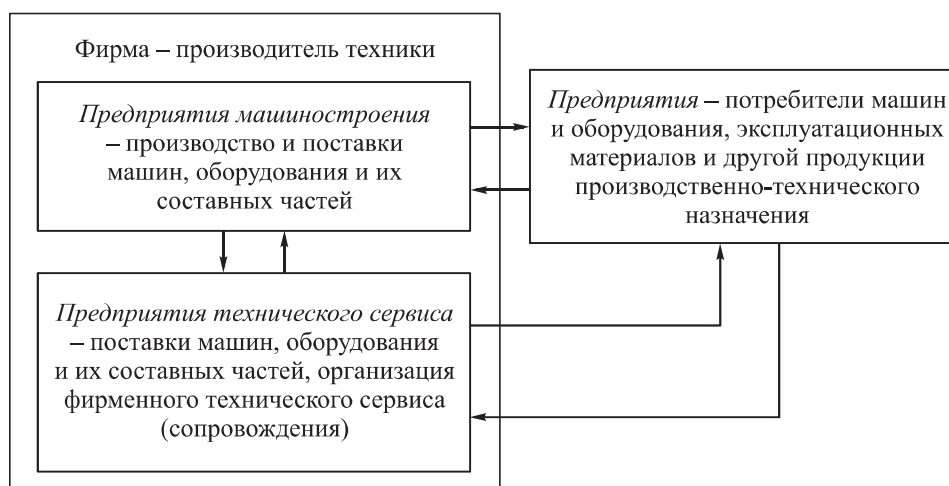 Фирма – производитель техники
Предприятия машиностроения
– производство и поставки
машин, оборудования и их
составных частей
Предприятия – потребители машин
и оборудования, эксплуатационных
материалов и другой продукции
производственно-технического
назначения
Предприятия технического сервиса
– поставки машин, оборудования
и их составных частей, организация
фирменного технического сервиса
(сопровождения)